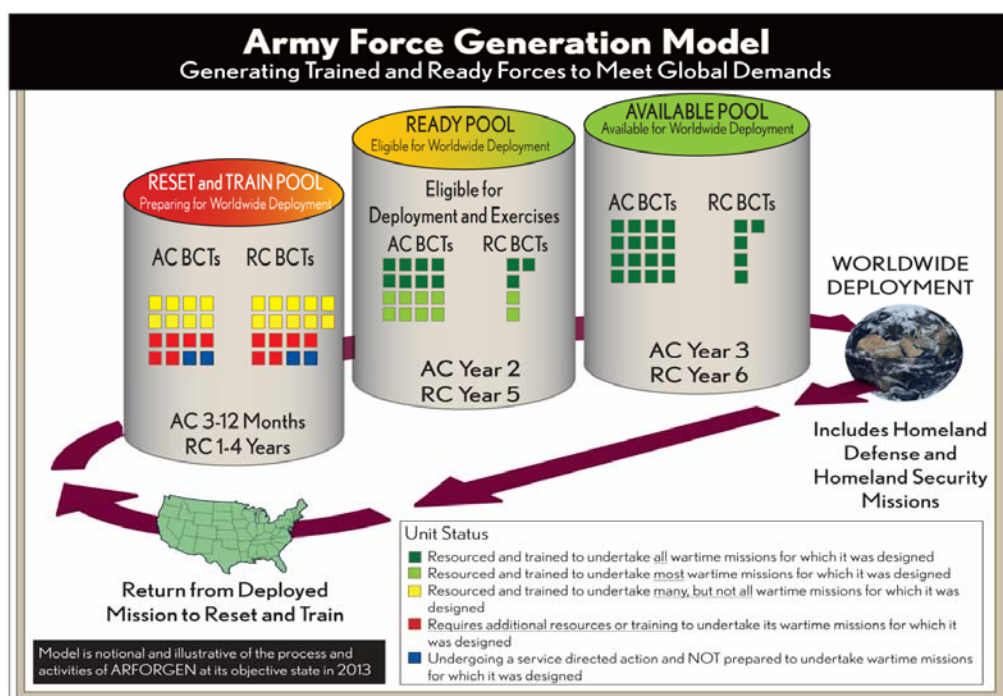 Army Force Generation Model
Generating Trained and Ready Forces to Meet Global Demands
RESET and TRAIN POOL
Preparing for Worldwide Deployment
AC BCTs RC BCTs
AC 3-12 Months
RC 1-4 Years
READY POOL
Eligible for Worldwide Deployment
Eligible for
Deployment and Exercises
AC BCTs RC BCTs
AC Year 2
RC Year 5
AVAILABLE POOL
Available for Worldwide Deployment
AC BCTs RC BCTs
AC Year 3
RC Year 6
WORLDWIDE
DEPLOYMENT
Includes Homeland
Defense and
Homeland Security
Missions
Return from Deployed
Mission to Reset and Train
Model is notional and illustrative of the process and
activities of ARFORGEN at its objective state in 2013
Unit Status
Resourced and trained to undertake all wartime missions for which it was designed
Resourced and trained to undertake most wartime missions for which it was designed
Resourced and trained to undertake many, but not all wartime missions for which it was
designed
Requires additional resources or training to undertake its wartime missions for which it
was designed
Undergoing a service directed action and NOT prepared to undertake wartime missions
for which it was designed